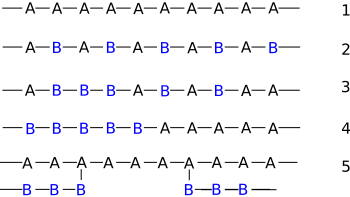 —A—A—A—A—A—A—A—A—A—A— 1
—A—B—A—B—A—B—A—B—A—B— 2
—A—B—B—B—A—B—A—B—A—A— 3
—B—B—B—B—B—A—A—A—A—A— 4
—A—A—A—A—A—A—A—A—A—A— 5
—B—B—B B—B—B—